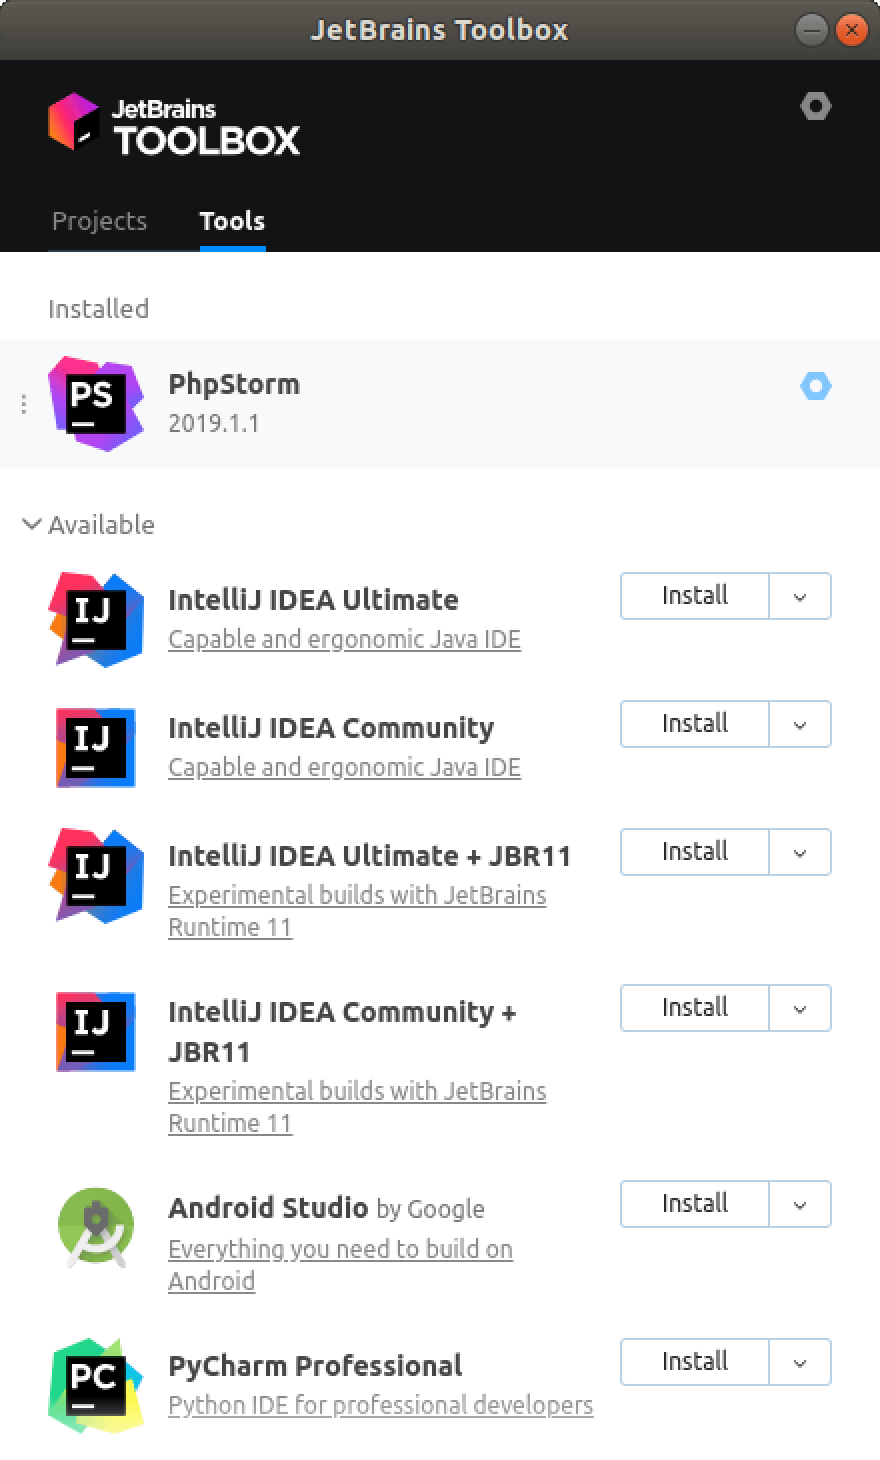 JetBrains Toolbox
JetBrains
TOOLBOX
Projects Tools
Installed
PS
PhpStorm
2019.1.1
Available
IJ
IntelliJ IDEA Ultimate
Install
Capable and ergonomic Java IDE
IJ
IntelliJ IDEA Community
Install
Capable and ergonomic Java IDE
IJ
IntelliJ IDEA Ultimate + JBR11
Install
Experimental builds with JetBrains
Runtime 11
IJ
IntelliJ IDEA Community +
Install
JBR11
Experimental builds with JetBrains
Runtime 11
Android Studio by Google
Install
Everything you need to build on
Android
PC
PyCharm Professional
Install
Python IDE for professional developers